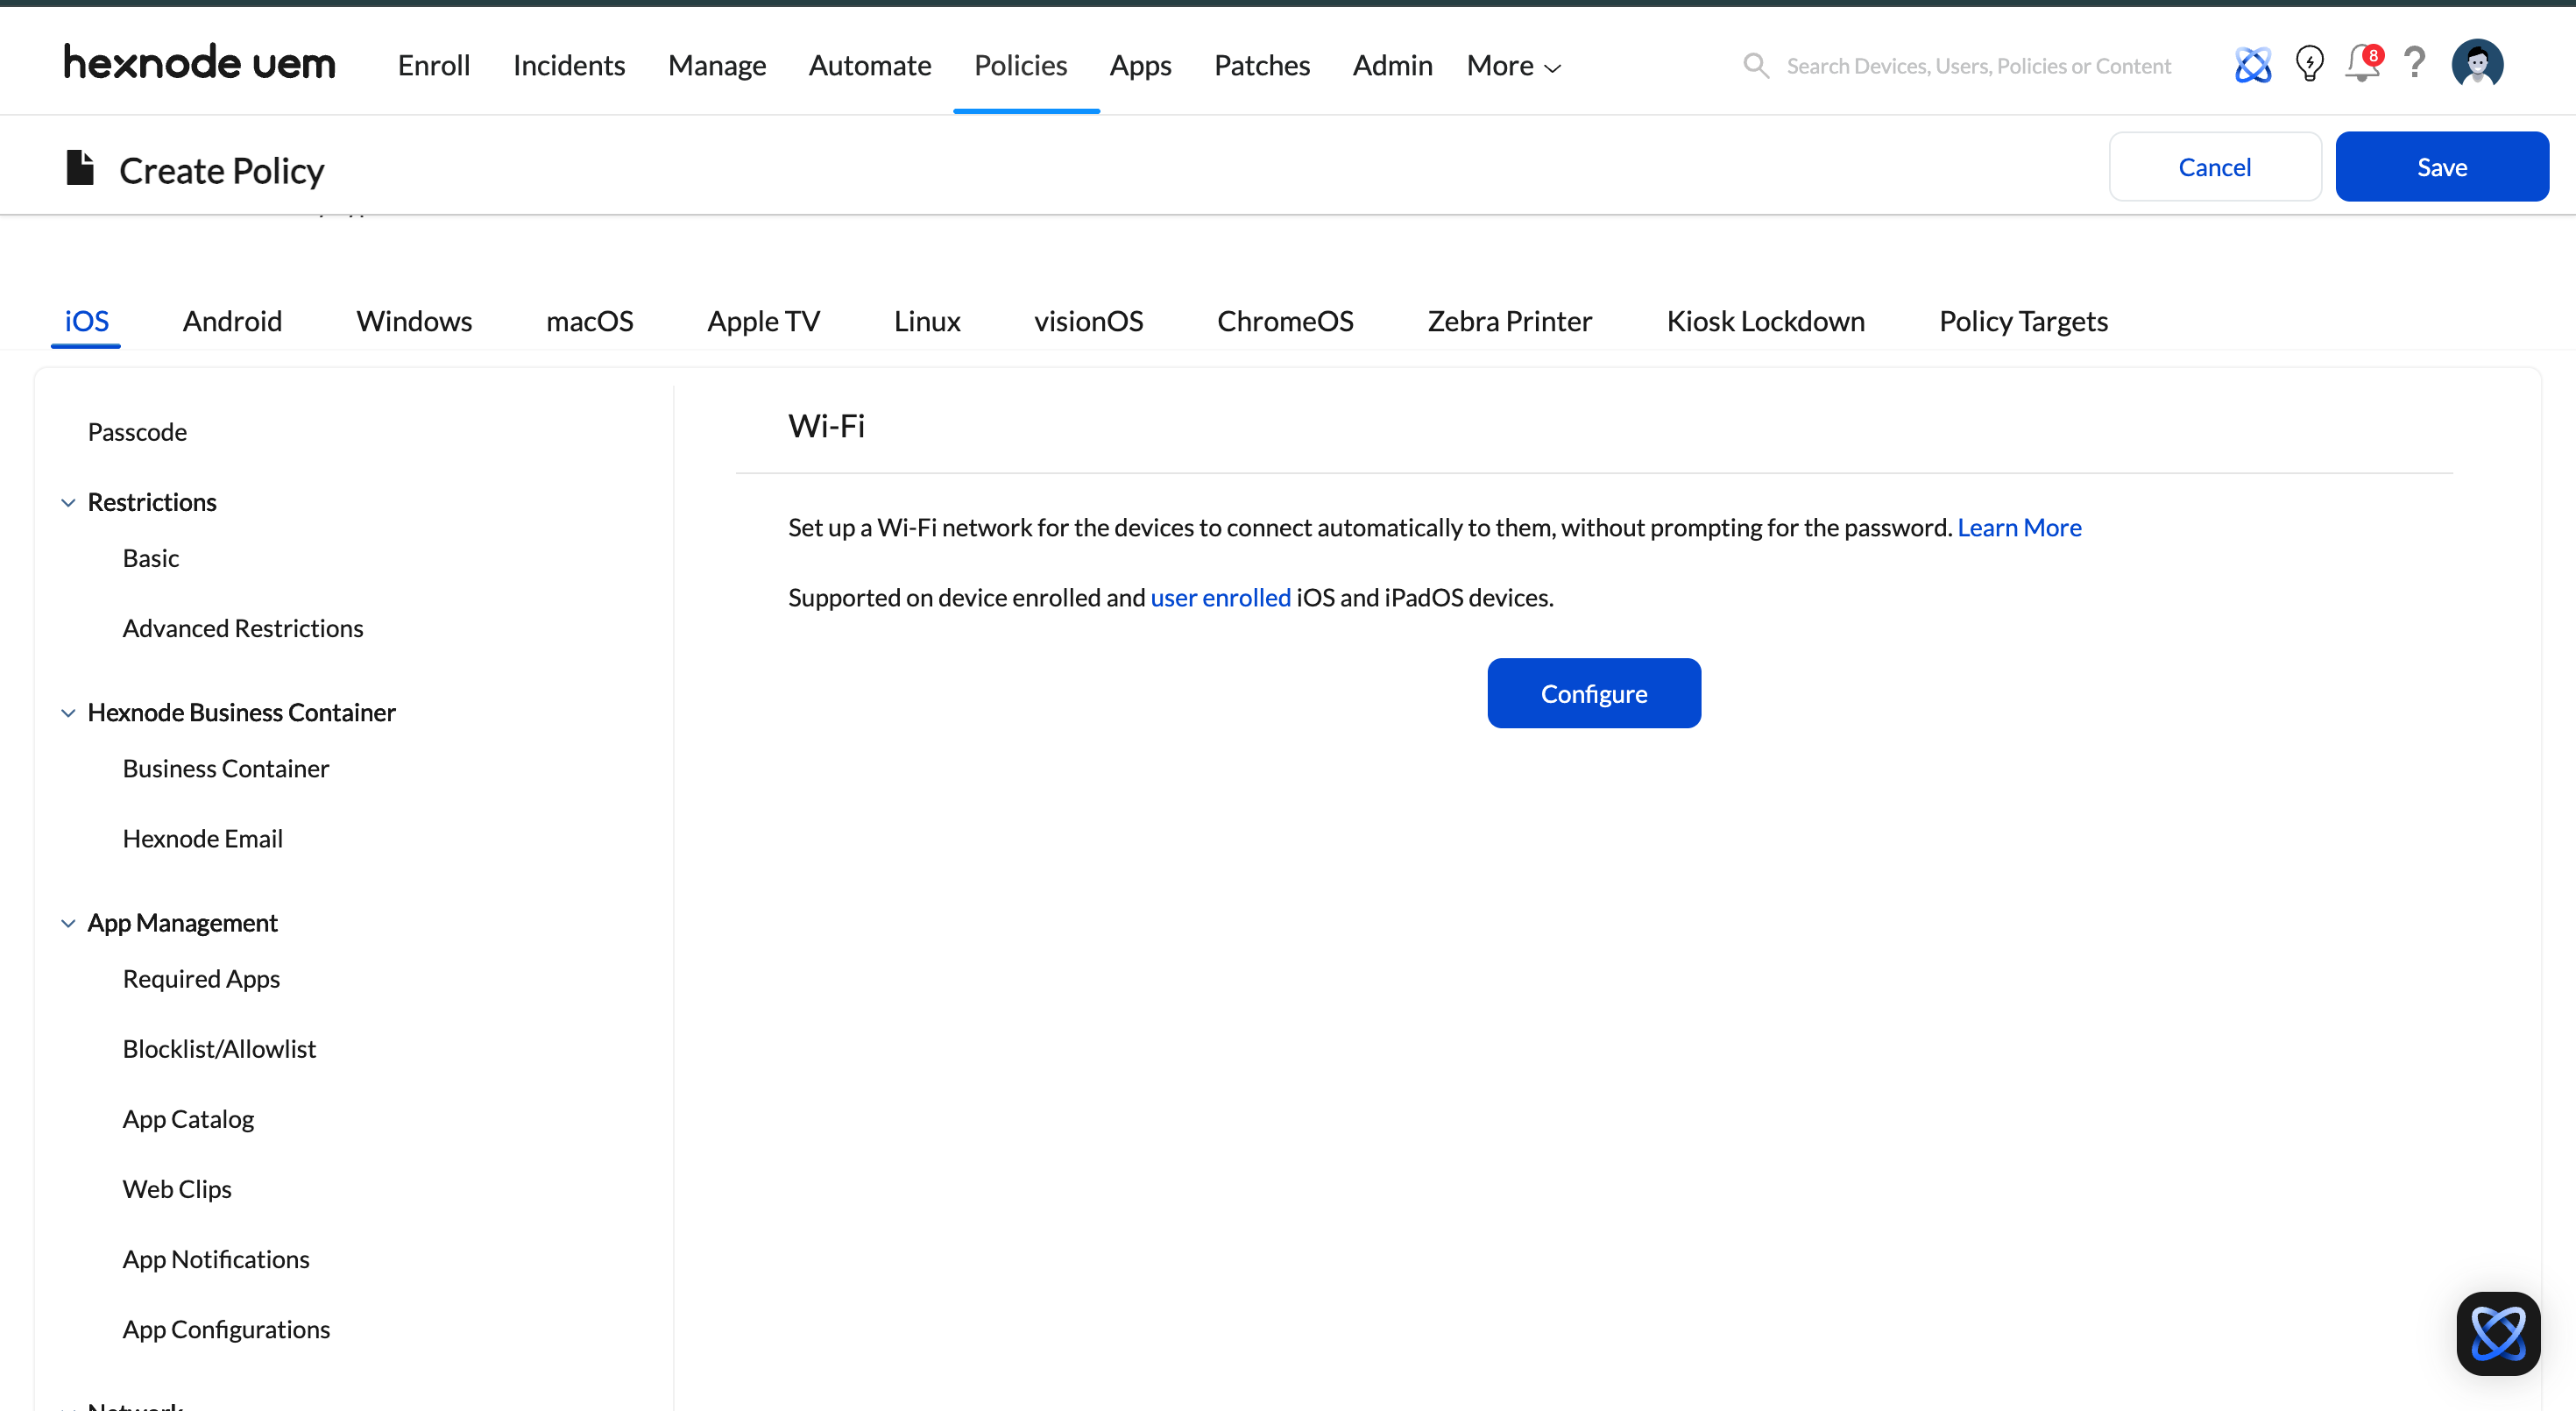 hexnode uem
Enroll Incidents Manage Automate Policies Apps Patches Admin More
Search Devices, Users, Policies or Content
8
?
Create Policy
Cancel
Save
iOS Android Windows macOS Apple TV Linux visionOS ChromeOS Zebra Printer Kiosk Lockdown Policy Targets
Passcode
Restrictions
Basic
Advanced Restrictions
Hexnode Business Container
Business Container
Hexnode Email
App Management
Required Apps
Blocklist/Allowlist
App Catalog
Web Clips
App Notifications
App Configurations
Network
Wi-Fi
Set up a Wi-Fi network for the devices to connect automatically to them, without prompting for the password. Learn More
Supported on device enrolled and user enrolled iOS and iPadOS devices.
Configure